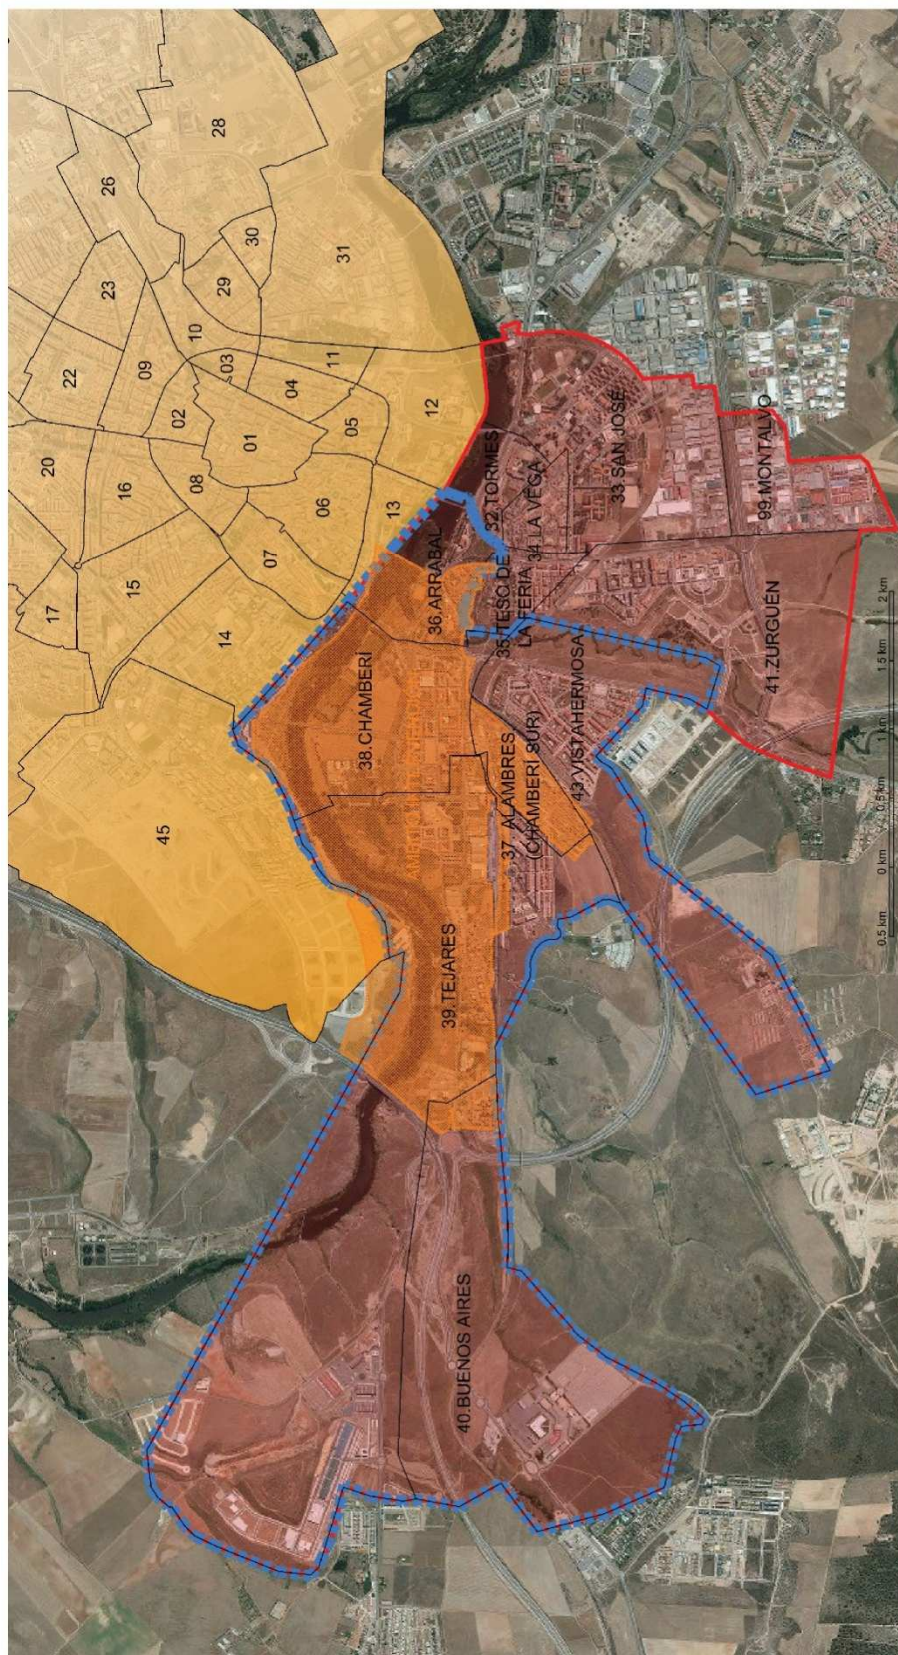 17
20
22
26
23
16
15
09
45
02
08
10
28
14
29
03
01
30
07
04
06
11
05
31
13
38.CHAMBERÍ
12
36.ARRABAL
39.TEJARES
40.BUENOS AIRES
32.TORMES
35.TESO DE
LA FERIA
37. ALAMBRES
(CHAMBERÍ SUR)
34 LA VEGA
43.VISTAHERMOSA
33 SAN JOSÉ
99.MONTALVO
41.ZURGUÉN
0.5 km 0 km 0.5 km 1 km 1.5 km 2 km